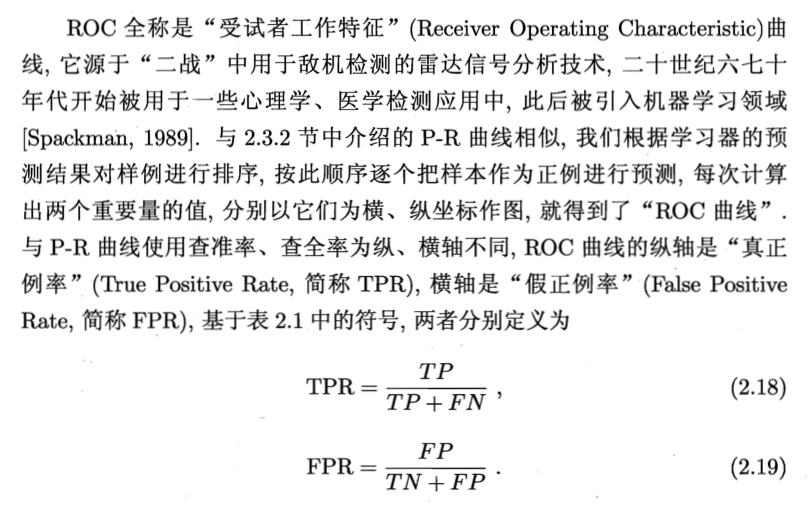 ROC 全称是“受试者工作特征”(Receiver Operating Characteristic)曲
线, 它源于“二战”中用于敌机检测的雷达信号分析技术, 二十世纪六七十
年代开始被用于一些心理学、医学检测应用中, 此后被引入机器学习领域
[Spackman, 1989]. 与 2.3.2 节中介绍的 P-R 曲线相似, 我们根据学习器的预
测结果对样例进行排序, 按此顺序逐个把样本作为正例进行预测, 每次计算
出两个重要量的值, 分别以它们为横、纵坐标作图, 就得到了“ROC 曲线”.
与 P-R 曲线使用查准率、查全率为纵、横轴不同, ROC 曲线的纵轴是“真正
例率”(True Positive Rate, 简称 TPR), 横轴是“假正例率”(False Positive
Rate, 简称 FPR), 基于表 2.1 中的符号, 两者分别定义为
TPR = TP / (TP + FN) , (2.18)
FPR = FP / (TN + FP) . (2.19)